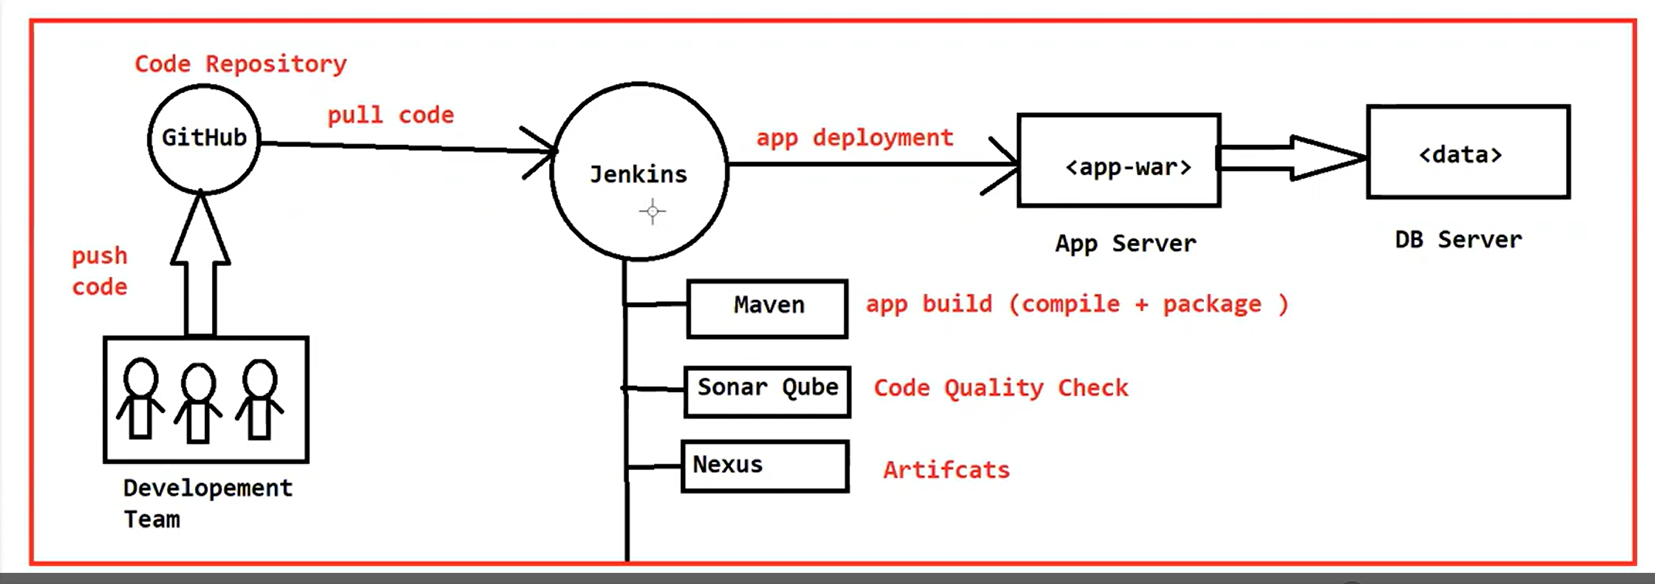 Code Repository
GitHub
pull code
Jenkins
app deployment
<app-war>
App Server
<data>
DB Server
push
code
Developement
Team
Maven
app build (compile + package )
Sonar Qube
Code Quality Check
Nexus
Artifcats